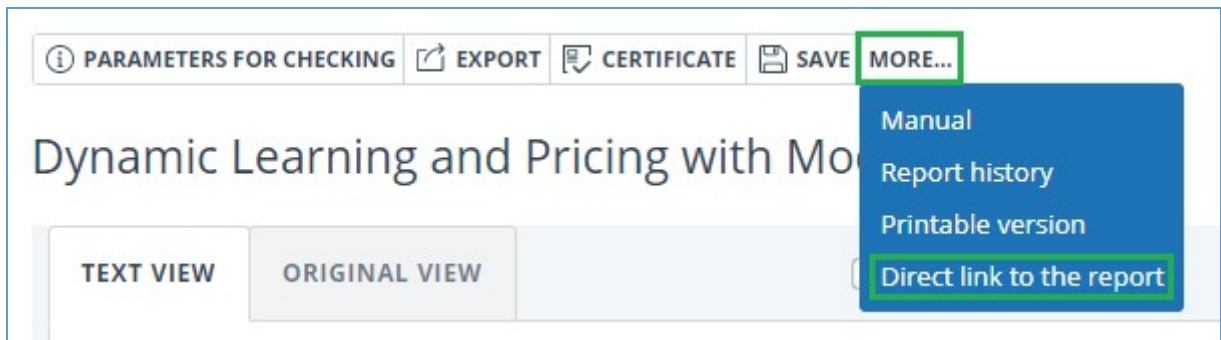 PARAMETERS FOR CHECKING EXPORT CERTIFICATE SAVE MORE...
Manual
Dynamic Learning and Pricing with
Report history
Printable version
TEXT VIEW ORIGINAL VIEW
Direct link to the report